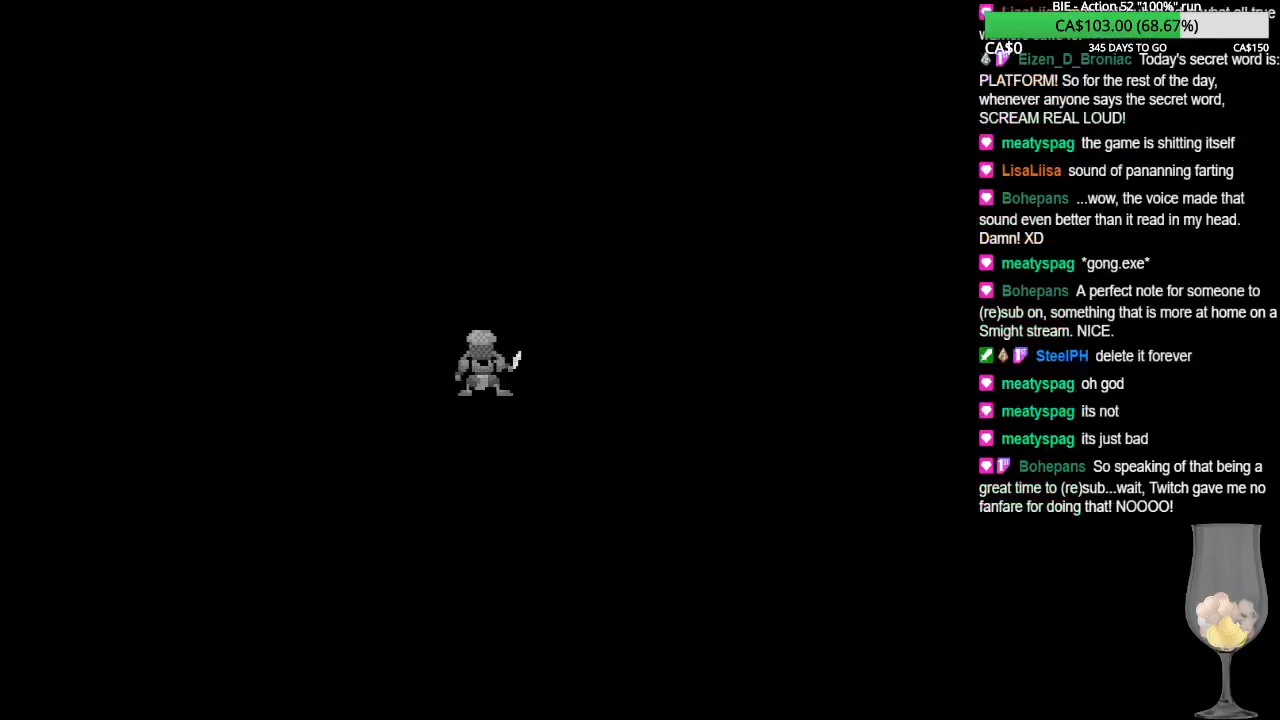 BIE - Action 52 "100%" run
CA$103.00 (68.67%)
CA$0 345 DAYS TO GO CA$150
Eizen_D_Broniac Today's secret word is:
PLATFORM! So for the rest of the day,
whenever anyone says the secret word,
SCREAM REAL LOUD!
meatyspag the game is shitting itself
LisaLiisa sound of pananning farting
Bohepans ...wow, the voice made that
sound even better than it read in my head.
Damn! XD
meatyspag *gong.exe*
Bohepans A perfect note for someone to
(re)sub on, something that is more at home on a
Smight stream. NICE.
SteelPH delete it forever
meatyspag oh god
meatyspag its not
meatyspag its just bad
Bohepans So speaking of that being a
great time to (re)sub...wait, Twitch gave me no
fanfare for doing that! NOOOO!